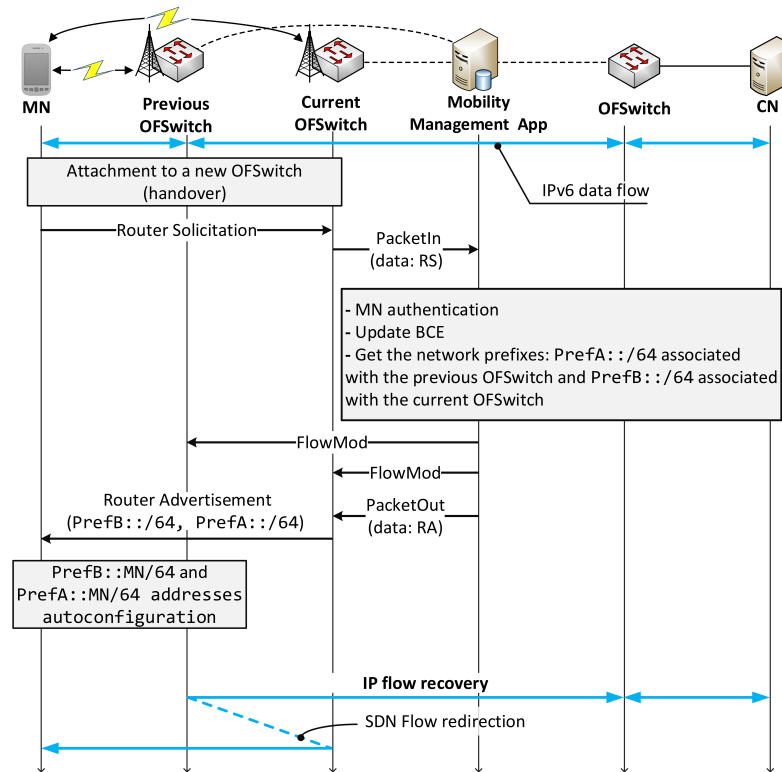 MN
Previous
OFSwitch
Current
OFSwitch
Mobility
Management App
OFSwitch
CN
Attachment to a new OFSwitch
(handover)
IPv6 data flow
Router Solicitation
PacketIn
(data: RS)
- MN authentication
- Update BCE
- Get the network prefixes: PrefA::/64 associated
with the previous OFSwitch and PrefB::/64 associated
with the current OFSwitch
FlowMod
FlowMod
Router Advertisement
(PrefB::/64, PrefA::/64)
PacketOut
(data: RA)
PrefB::MN/64 and
PrefA::MN/64 addresses
autoconfiguration
IP flow recovery
SDN Flow redirection